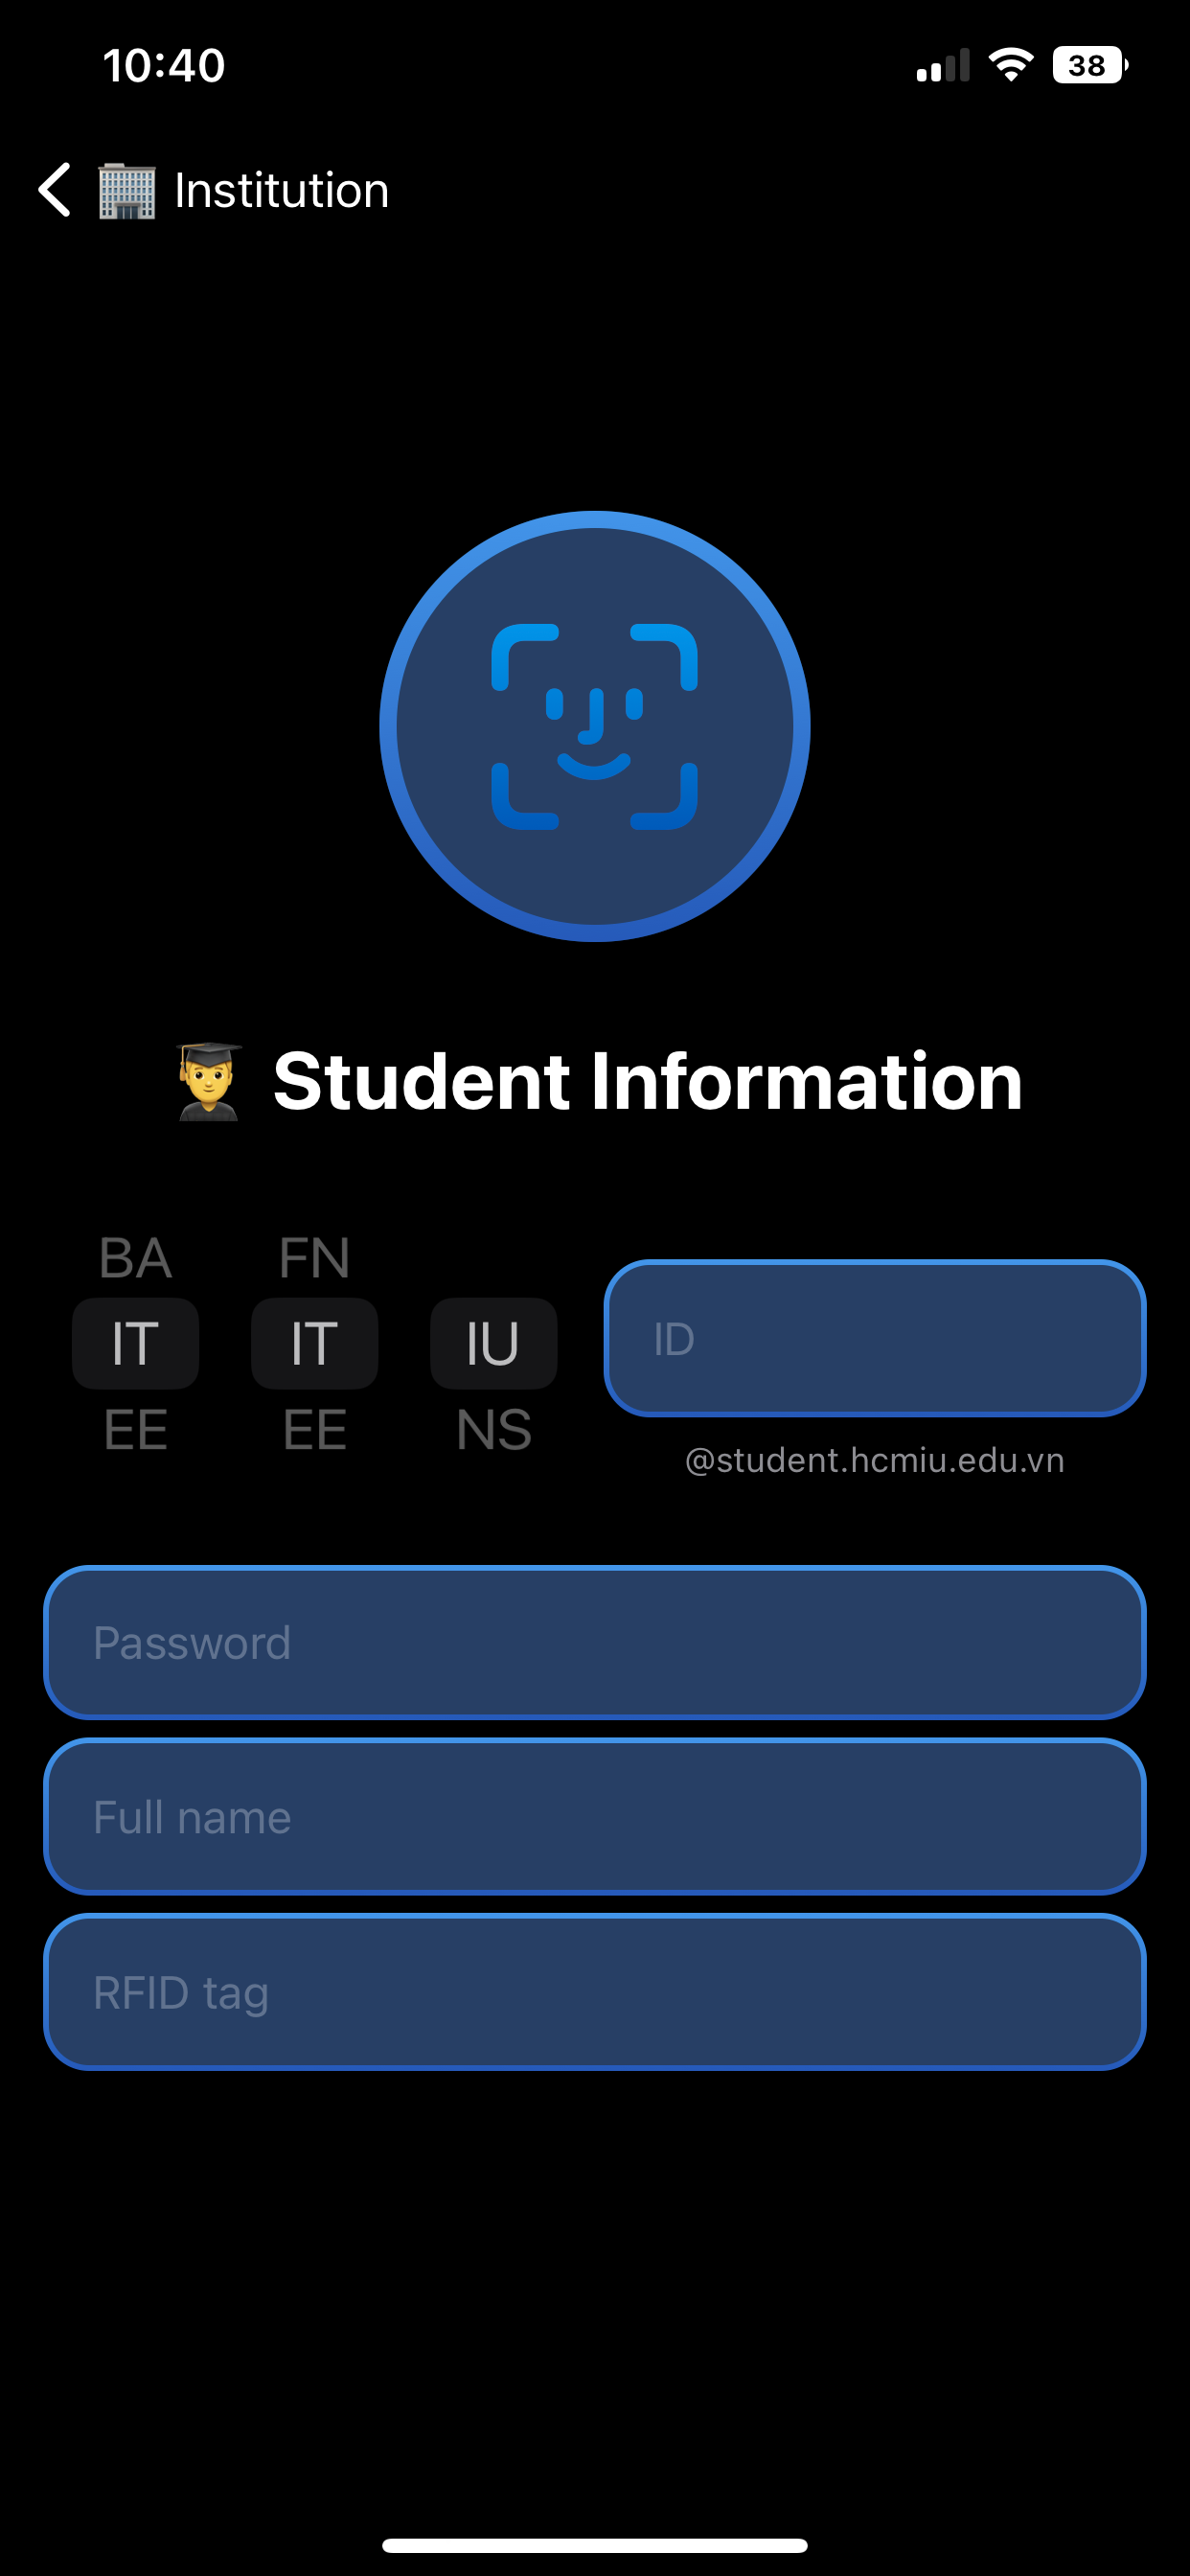 10:40
38
Institution
Student Information
BA FN
IT IT IU
EE EE NS
ID
@student.hcmiu.edu.vn
Password
Full name
RFID tag